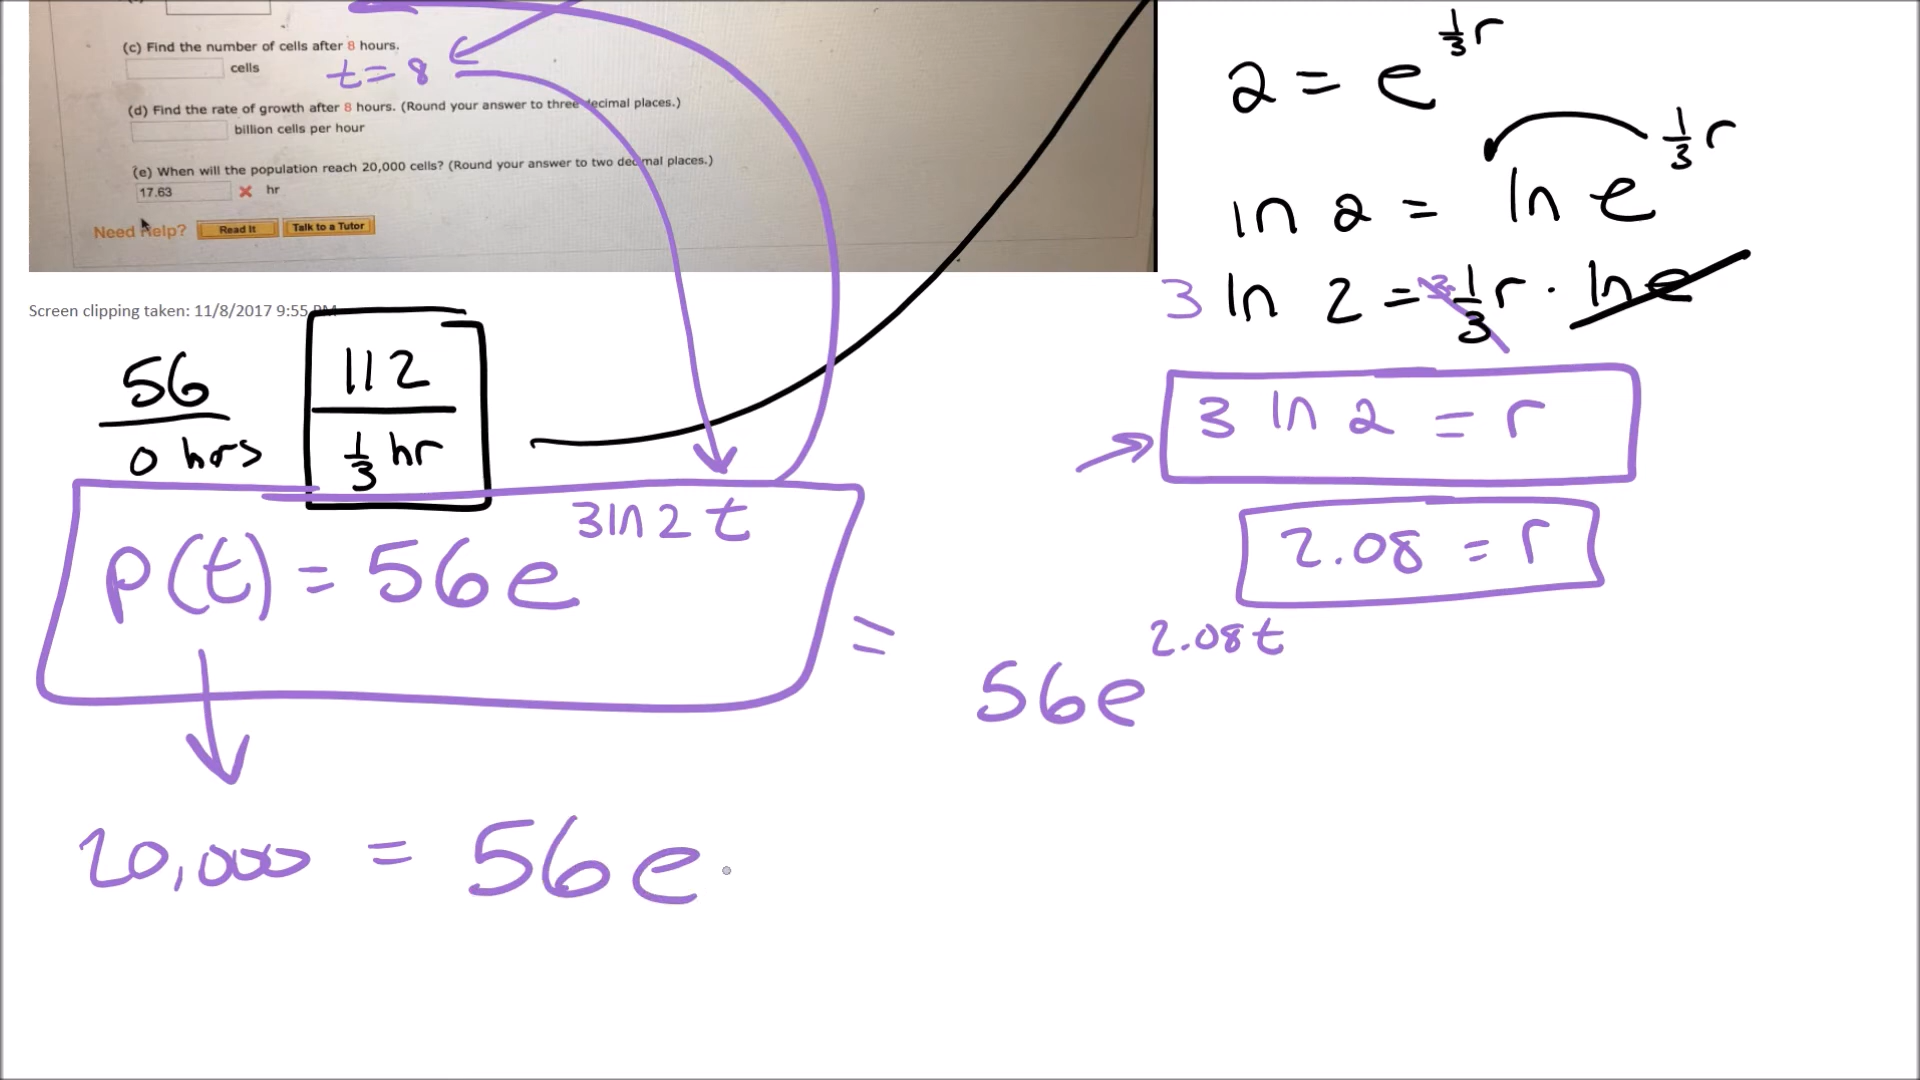 (c) Find the number of cells after 8 hours.
cells
t = 8
(d) Find the rate of growth after 8 hours. (Round your answer to three decimal places.)
billion cells per hour
(e) When will the population reach 20,000 cells? (Round your answer to two decimal places.)
17.63 ✗ hr
Need Help? Read It Talk to a Tutor
Screen clipping taken: 11/8/2017 9:55 PM
2 = e^{1/3 r}
ln 2 = ln e^{1/3 r}
3 ln 2 = 3 · 1/3 r · ln e
3 ln 2 = r
2.08 = r
56 / 0 hrs
112 / 1/3 hr
P(t) = 56e^{3 ln 2 t}
= 56e^{2.08t}
20,000 = 56e